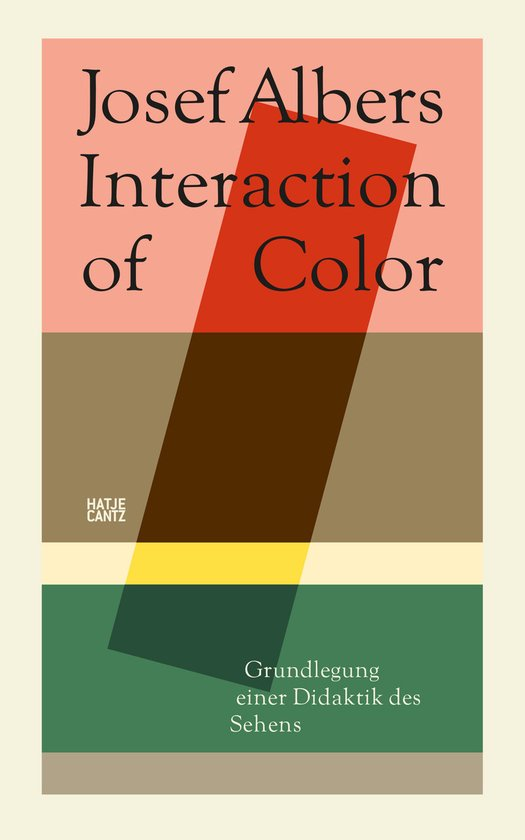 Josef Albers
Interaction
of Color
HATJE
CANTZ
Grundlegung
einer Didaktik des
Sehens